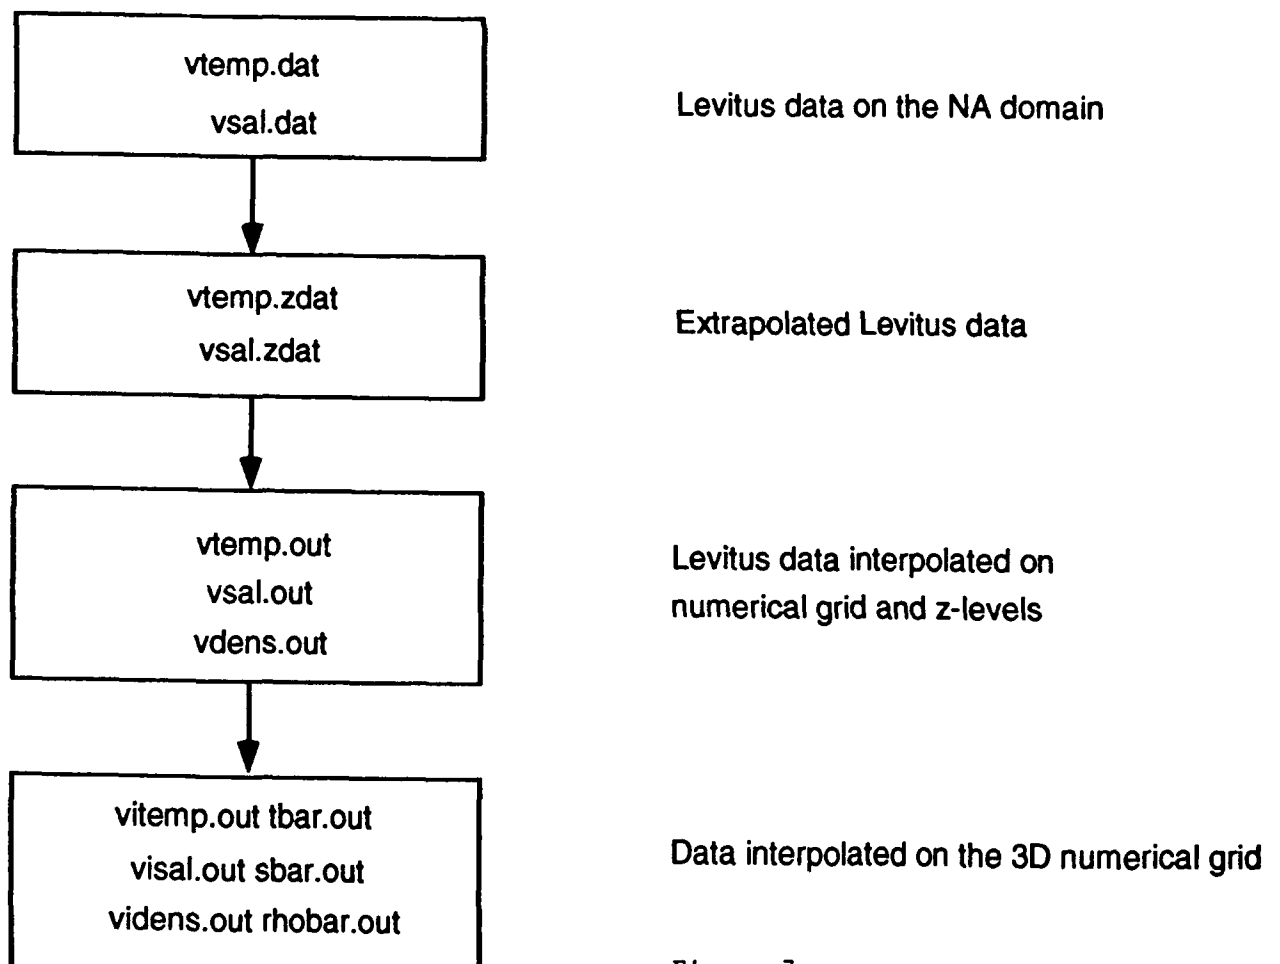 vtemp.dat
vsal.dat
Levitus data on the NA domain
vtemp.zdat
vsal.zdat
Extrapolated Levitus data
vtemp.out
vsal.out
vdens.out
Levitus data interpolated on
numerical grid and z-levels
vitemp.out tbar.out
visal.out sbar.out
videns.out rhobar.out
Data interpolated on the 3D numerical grid